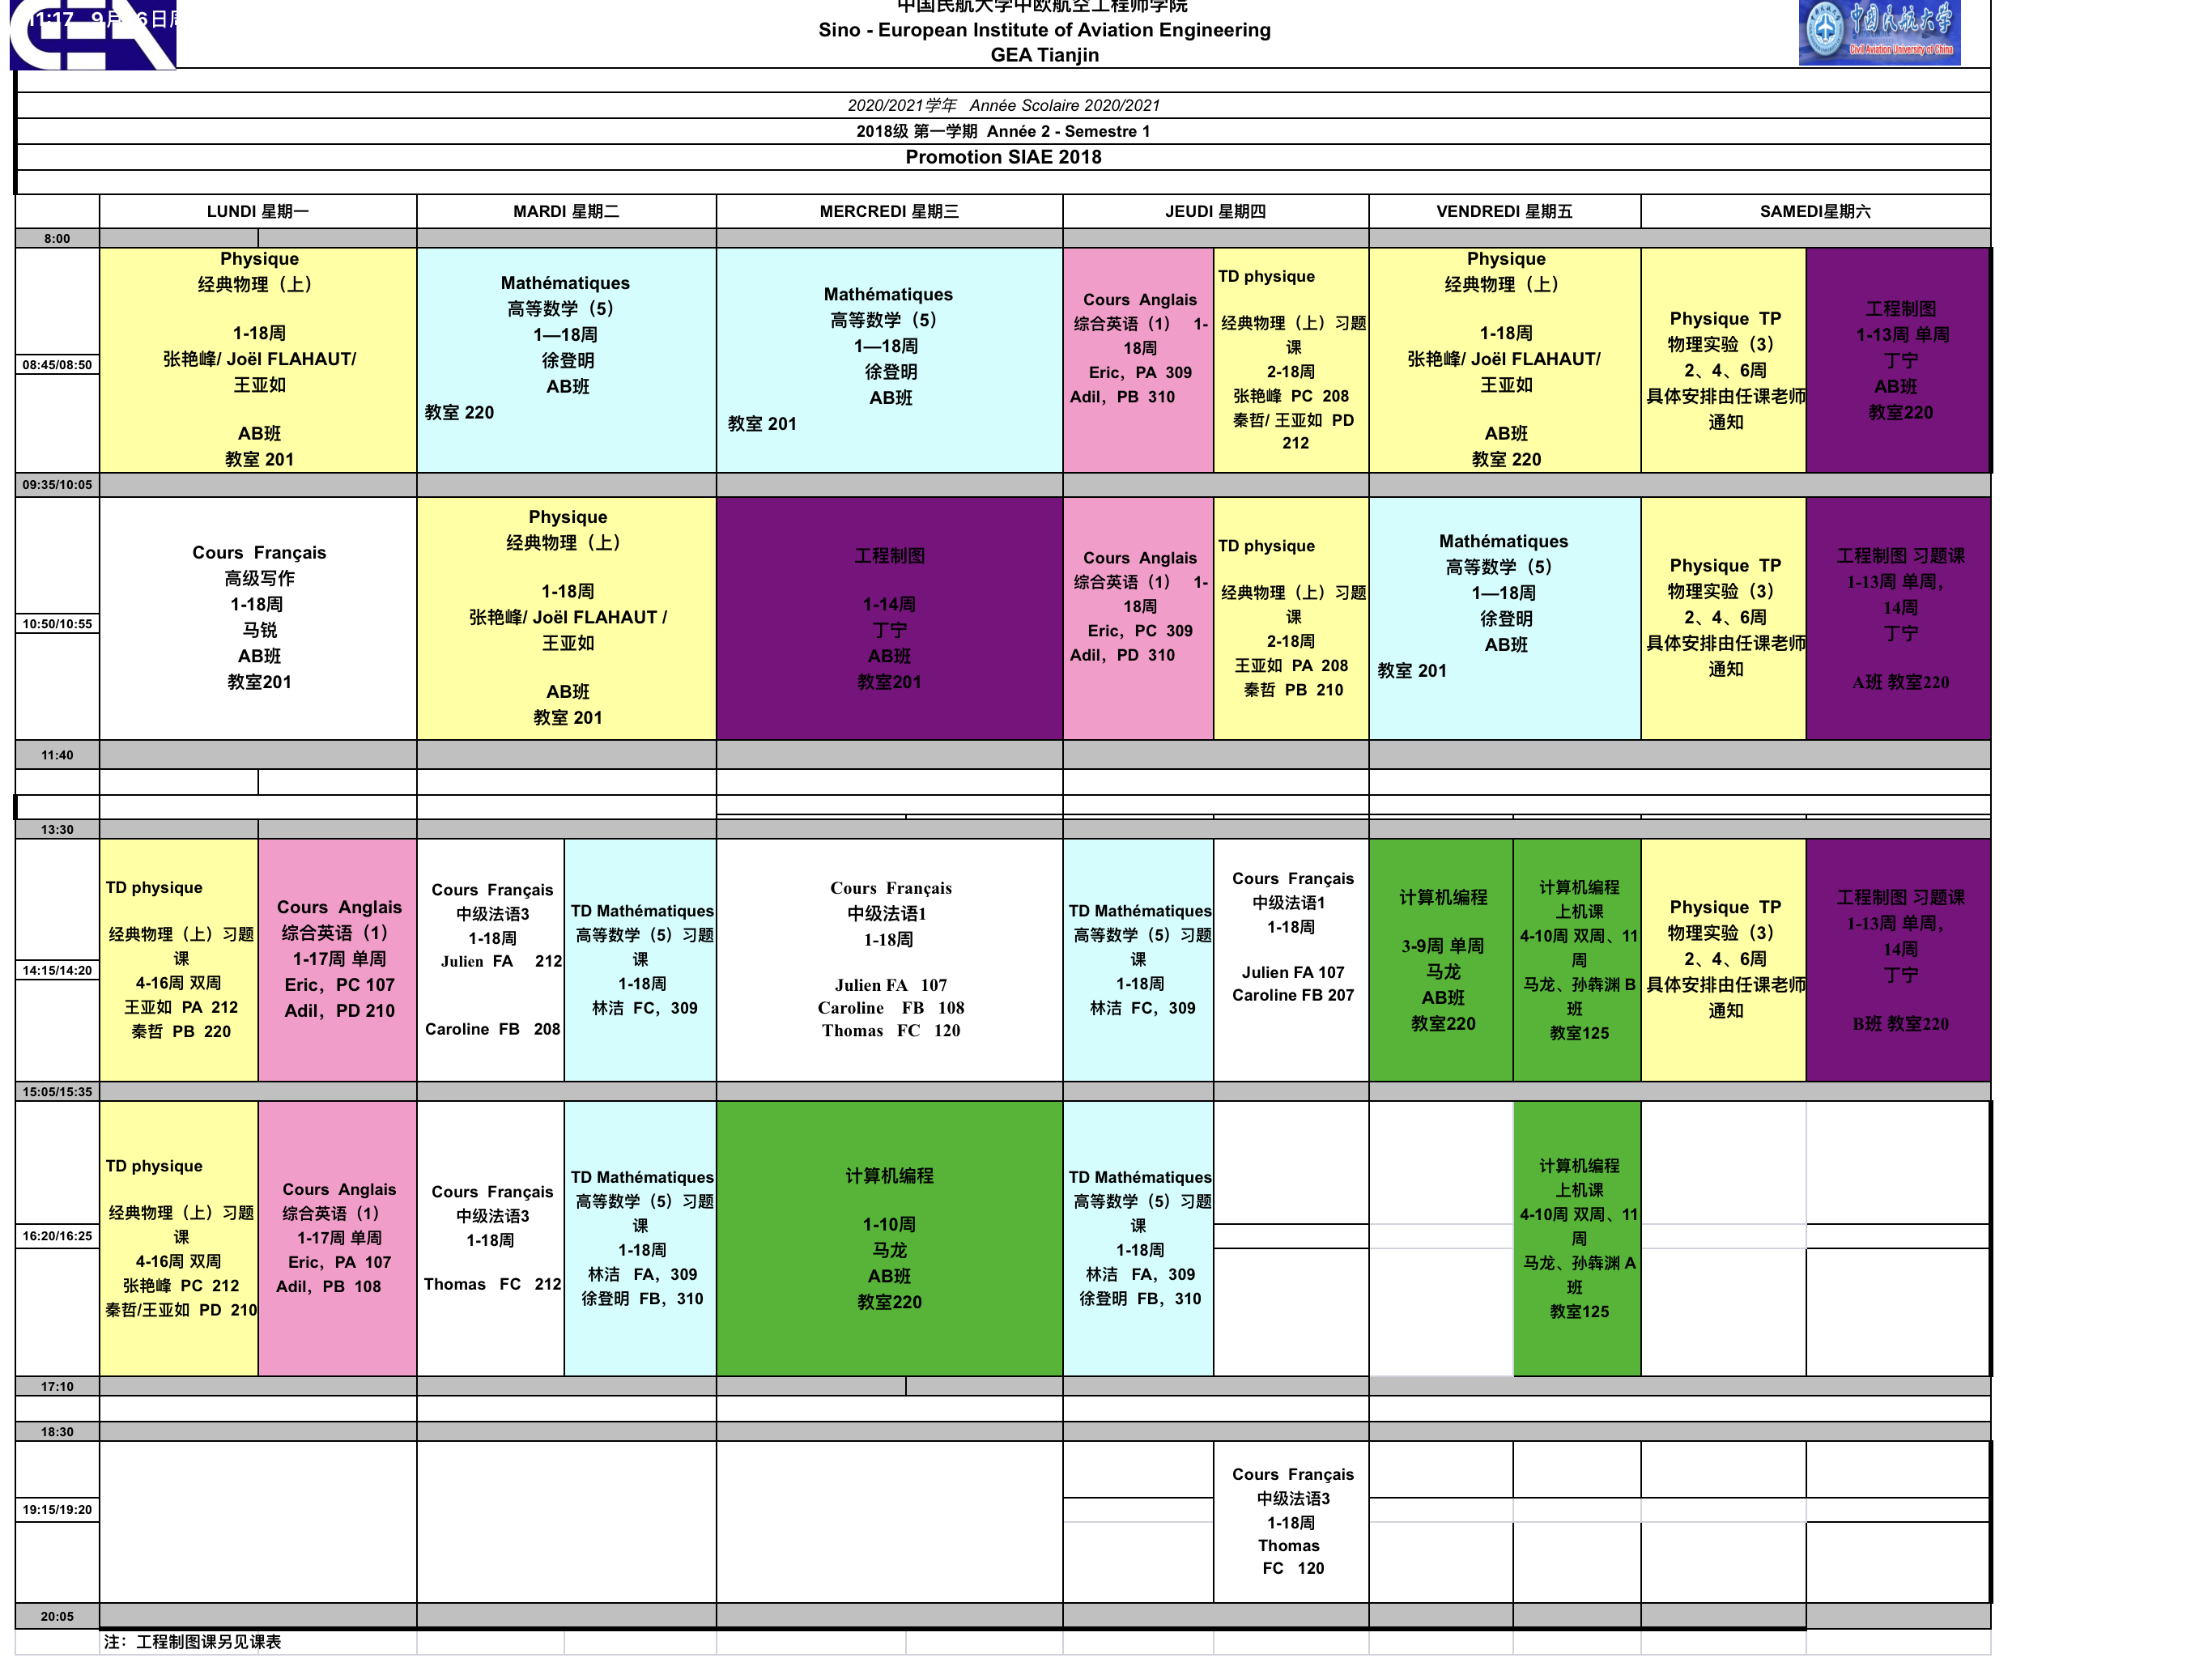 11:17 9月16日周
GEA
中国民航大学中欧航空工程师学院
Sino - European Institute of Aviation Engineering
GEA Tianjin
中国民航大学
Civil Aviation University of China
2020/2021学年 Année Scolaire 2020/2021
2018级 第一学期 Année 2 - Semestre 1
Promotion SIAE 2018
LUNDI 星期一
MARDI 星期二
MERCREDI 星期三
JEUDI 星期四
VENDREDI 星期五
SAMEDI星期六
8:00
08:45/08:50
Physique
经典物理（上）
1-18周
张艳峰/ Joël FLAHAUT/
王亚如
AB班
教室 201
Mathématiques
高等数学（5）
1—18周
徐登明
AB班
教室 220
Mathématiques
高等数学（5）
1—18周
徐登明
AB班
教室 201
Cours Anglais
综合英语（1） 1-
18周
Eric，PA 309
Adil，PB 310
TD physique
经典物理（上）习题
课
2-18周
张艳峰 PC 208
秦哲/ 王亚如 PD
212
Physique
经典物理（上）
1-18周
张艳峰/ Joël FLAHAUT/
王亚如
AB班
教室 220
Physique TP
物理实验（3）
2、4、6周
具体安排由任课老师
通知
工程制图
1-13周 单周
丁宁
AB班
教室220
09:35/10:05
10:50/10:55
Cours Français
高级写作
1-18周
马锐
AB班
教室201
Physique
经典物理（上）
1-18周
张艳峰/ Joël FLAHAUT /
王亚如
AB班
教室 201
工程制图
1-14周
丁宁
AB班
教室201
Cours Anglais
综合英语（1） 1-
18周
Eric，PC 309
Adil，PD 310
TD physique
经典物理（上）习题
课
2-18周
王亚如 PA 208
秦哲 PB 210
Mathématiques
高等数学（5）
1—18周
徐登明
AB班
教室 201
Physique TP
物理实验（3）
2、4、6周
具体安排由任课老师
通知
工程制图 习题课
1-13周 单周，
14周
丁宁
A班 教室220
11:40
13:30
14:15/14:20
TD physique
经典物理（上）习题
课
4-16周 双周
王亚如 PA 212
秦哲 PB 220
Cours Anglais
综合英语（1）
1-17周 单周
Eric，PC 107
Adil，PD 210
Cours Français
中级法语3
1-18周
Julien FA 212
Caroline FB 208
TD Mathématiques
高等数学（5）习题
课
1-18周
林洁 FC，309
Cours Français
中级法语1
1-18周
Julien FA 107
Caroline FB 108
Thomas FC 120
TD Mathématiques
高等数学（5）习题
课
1-18周
林洁 FC，309
Cours Français
中级法语1
1-18周
Julien FA 107
Caroline FB 207
计算机编程
3-9周 单周
马龙
AB班
教室220
计算机编程
上机课
4-10周 双周、11
周
马龙、孙犇渊 B
班
教室125
Physique TP
物理实验（3）
2、4、6周
具体安排由任课老师
通知
工程制图 习题课
1-13周 单周，
14周
丁宁
B班 教室220
15:05/15:35
16:20/16:25
TD physique
经典物理（上）习题
课
4-16周 双周
张艳峰 PC 212
秦哲/王亚如 PD 210
Cours Anglais
综合英语（1）
1-17周 单周
Eric，PA 107
Adil，PB 108
Cours Français
中级法语3
1-18周
Thomas FC 212
TD Mathématiques
高等数学（5）习题
课
1-18周
林洁 FA，309
徐登明 FB，310
计算机编程
1-10周
马龙
AB班
教室220
TD Mathématiques
高等数学（5）习题
课
1-18周
林洁 FA，309
徐登明 FB，310
计算机编程
上机课
4-10周 双周、11
周
马龙、孙犇渊 A
班
教室125
17:10
18:30
19:15/19:20
Cours Français
中级法语3
1-18周
Thomas
FC 120
20:05
注：工程制图课另见课表